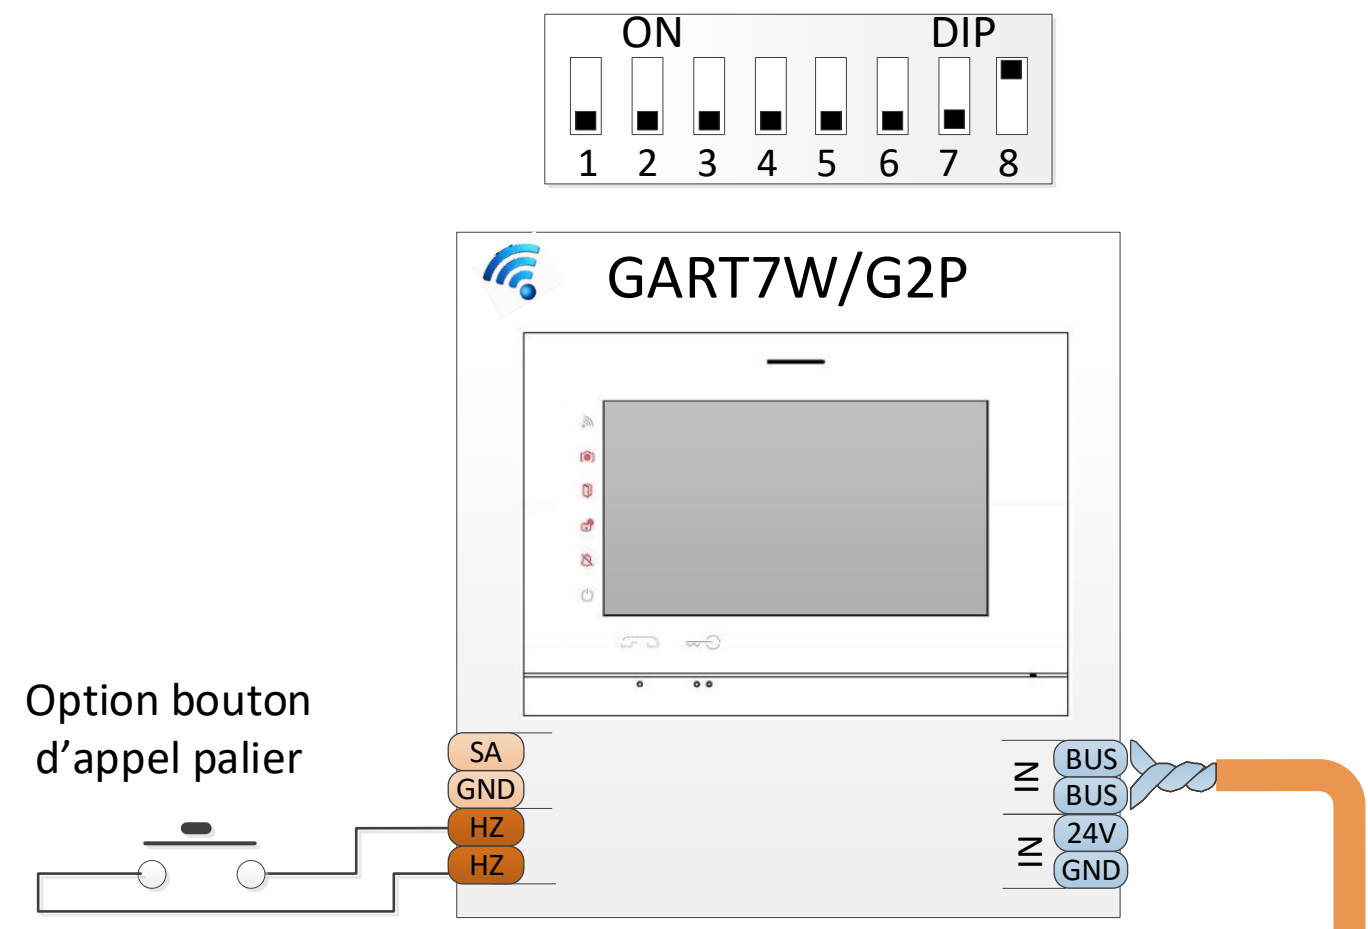 ON DIP
1 2 3 4 5 6 7 8
GART7W/G2P
Option bouton
d’appel palier
SA
GND
HZ
HZ
IN
BUS
BUS
IN
24V
GND